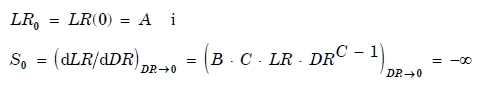 LR₀ = LR(0) = A i
S₀ = (dLR/dDR)_{DR→0} = (B · C · LR · DR^{C − 1})_{DR→0} = −∞